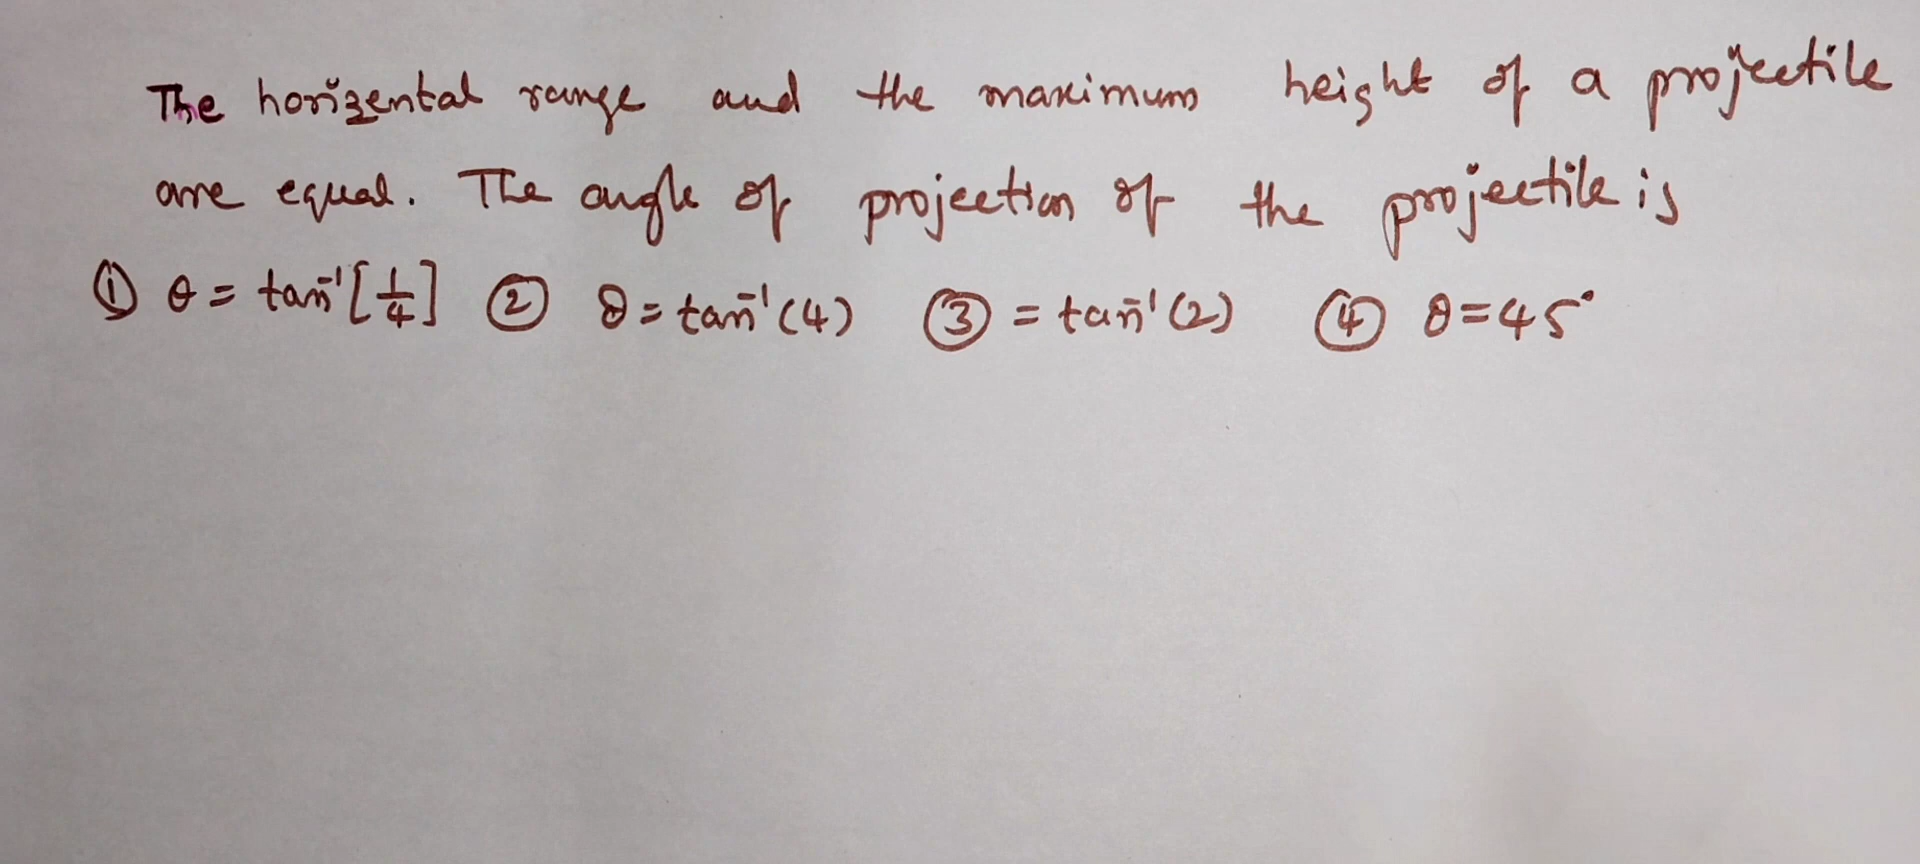 The horizental range and the maximum height of a projectile
are equal. The angle of projection of the projectile is
① θ = tan⁻¹[1/4] ② θ = tan⁻¹(4) ③ = tan⁻¹(2) ④ θ = 45°